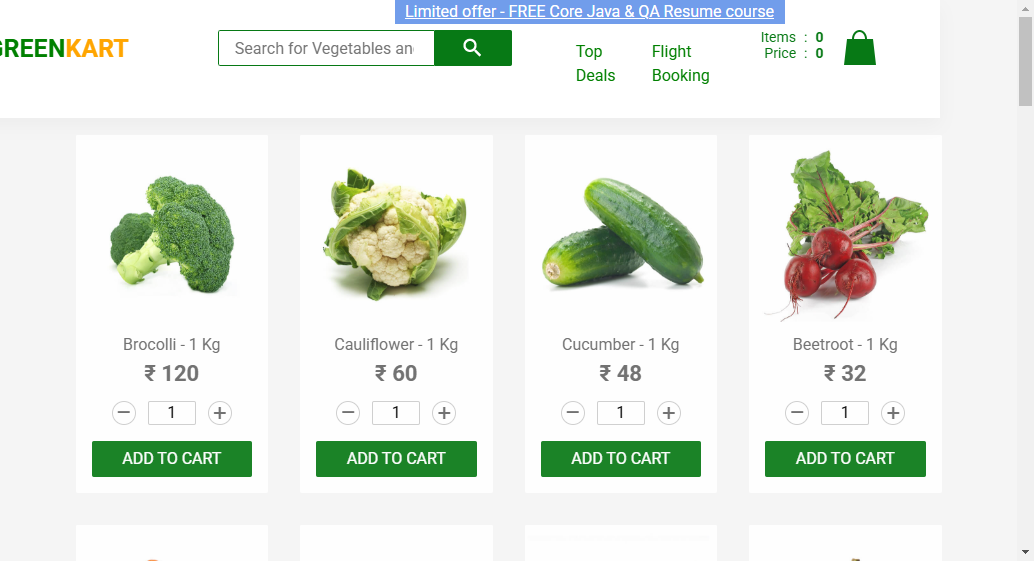 Limited offer - FREE Core Java & QA Resume course
GREENKART
Search for Vegetables an
Top Deals
Flight Booking
Items : 0
Price : 0
Brocolli - 1 Kg
₹ 120
1
ADD TO CART
Cauliflower - 1 Kg
₹ 60
1
ADD TO CART
Cucumber - 1 Kg
₹ 48
1
ADD TO CART
Beetroot - 1 Kg
₹ 32
1
ADD TO CART